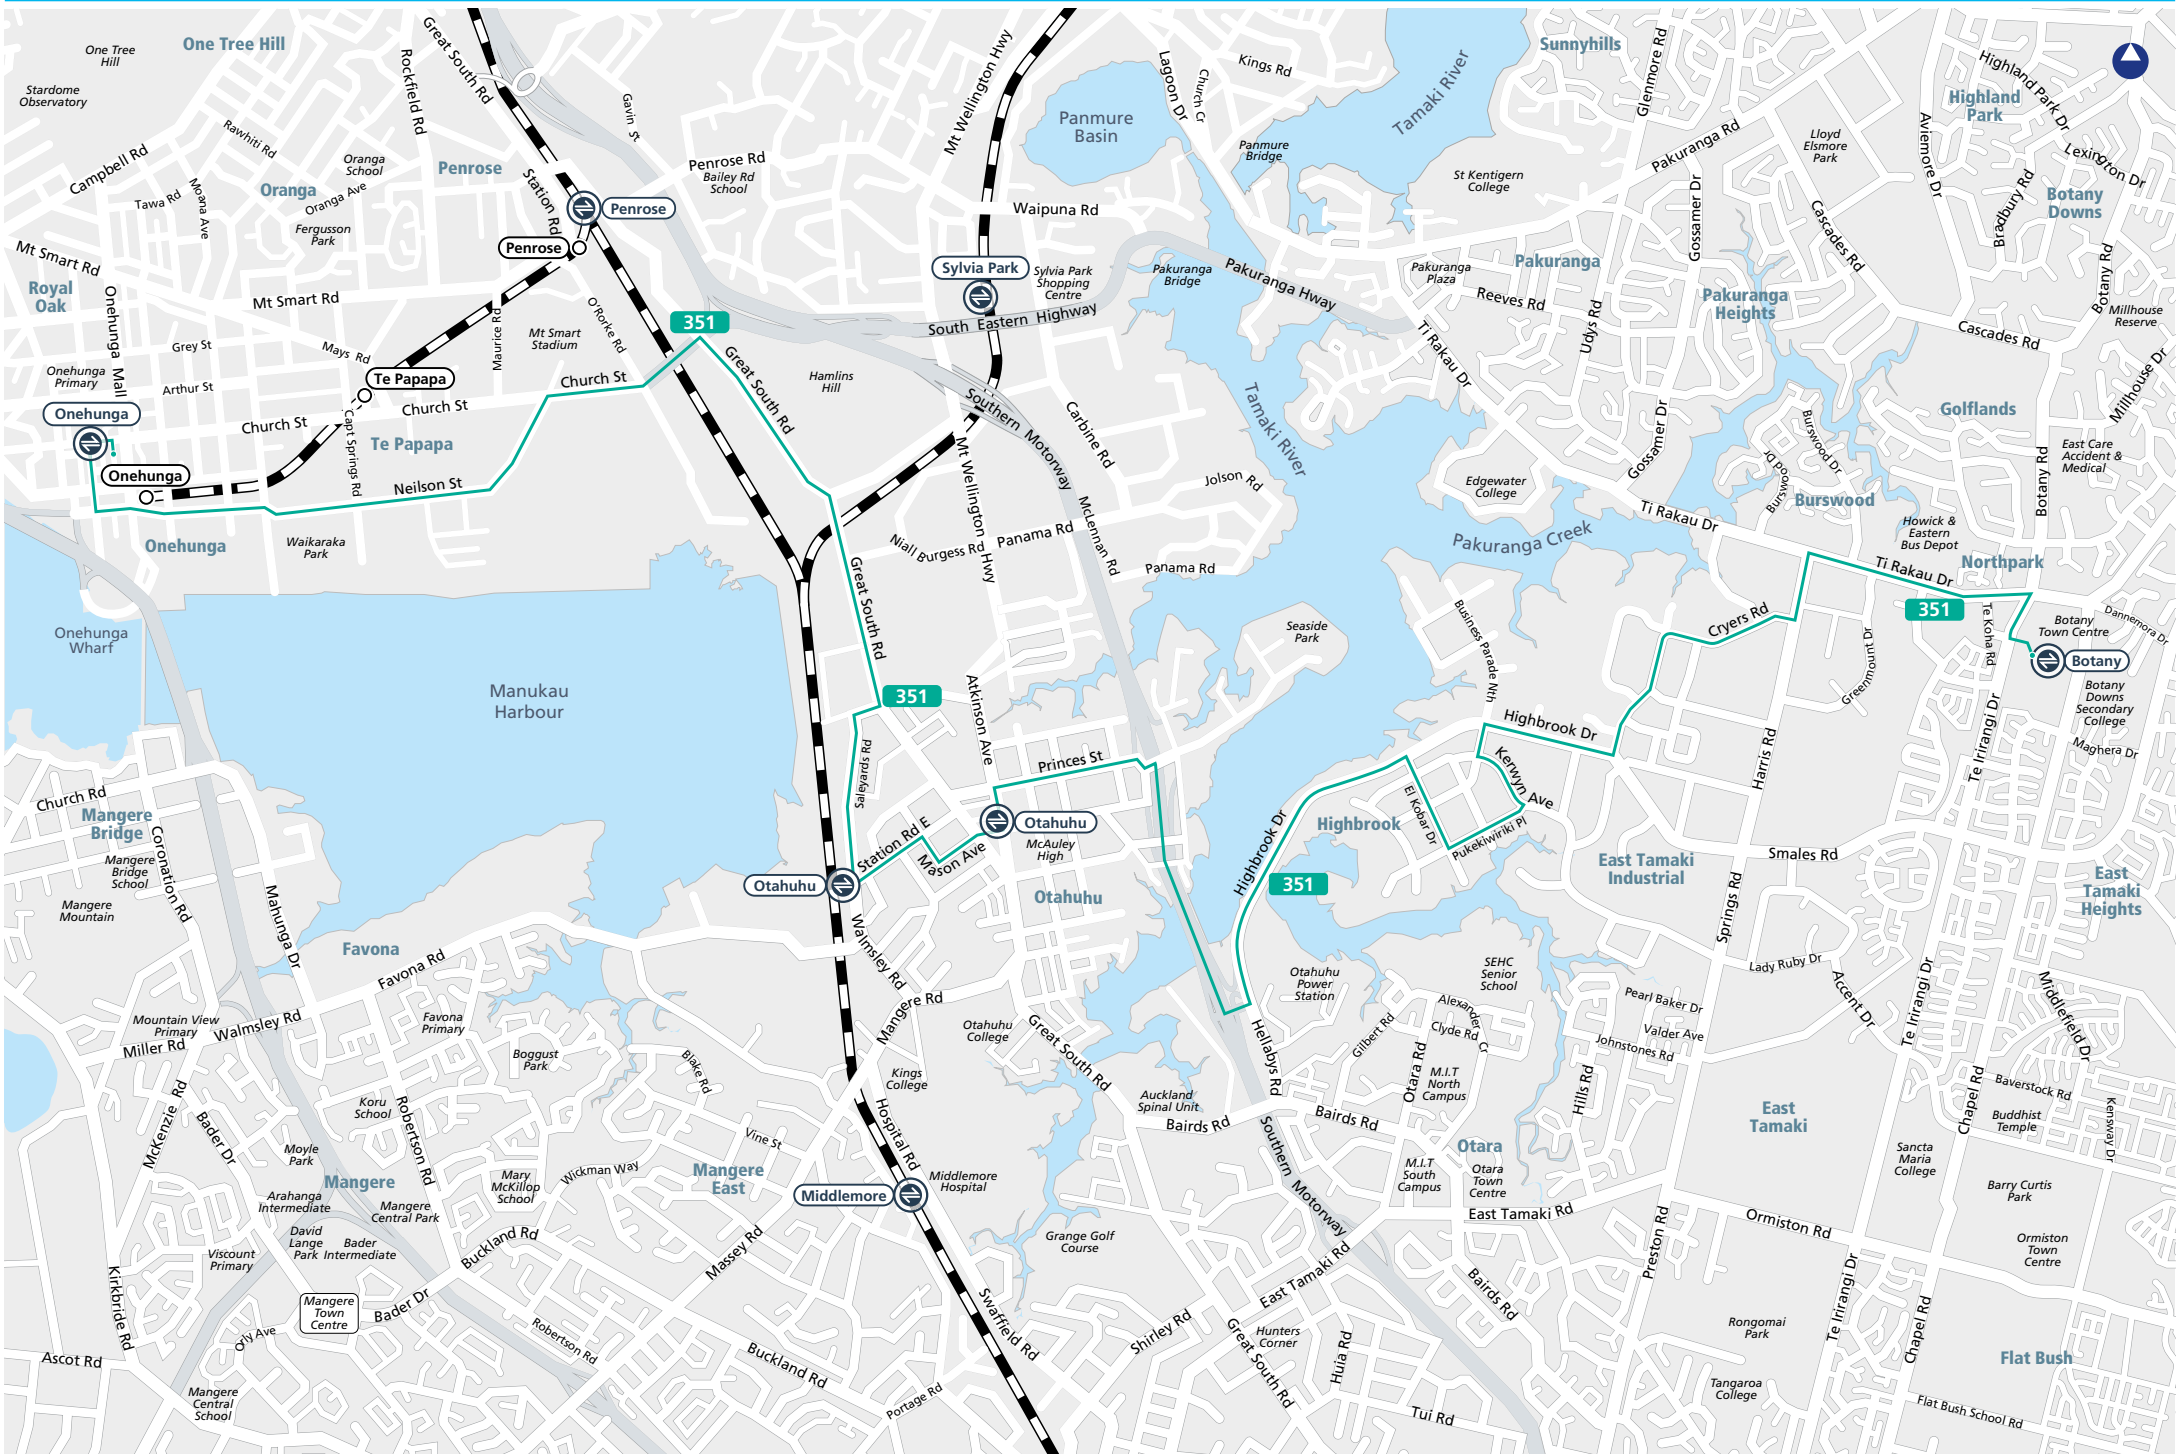 One Tree
Hill
One Tree Hill
Stardome
Observatory
Great South Rd
Rockfield Rd
Gavin St
Mt Wellington Hwy
Lagoon Dr
Church Cr
Kings Rd
Tamaki River
Sunnyhills
Glenmore Rd
Highland Park Dr
Highland
Park
Panmure
Basin
Panmure
Bridge
Rawhiti Rd
Campbell Rd
Oranga
School
Oranga
Oranga Ave
Tawa Rd
Moana Ave
Fergusson
Park
Penrose
Station Rd
Penrose
Penrose
Penrose Rd
Bailey Rd
School
Waipuna Rd
St Kentigern
College
Pakuranga Rd
Lloyd
Elsmore
Park
Aviemore Dr
Lexington Dr
Bradbury Rd
Botany
Downs
Gossamer Dr
Cascades Rd
Botany Rd
Mt Smart Rd
Royal
Oak
Onehunga Mall
Mt Smart Rd
Maurice Rd
Mt Smart
Stadium
O'Rorke Rd
351
Sylvia Park
Sylvia Park
Shopping
Centre
South Eastern Highway
Pakuranga
Bridge
Pakuranga Hway
Pakuranga
Plaza
Pakuranga
Reeves Rd
Udys Rd
Pakuranga
Heights
Millhouse
Reserve
Cascades Rd
Millhouse Dr
Grey St
Mays Rd
Onehunga
Primary
Arthur St
Te Papapa
Church St
Onehunga
Church St
Capt Springs Rd
Church St
Te Papapa
Great South Rd
Hamlins
Hill
Southern Motorway
Carbine Rd
Tamaki River
Ti Rakau Dr
Gossamer Dr
Burswood Dr
Burswood Dr
Burswood
Golflands
East Care
Accident &
Medical
Botany Rd
Onehunga
Neilson St
Mt Wellington Hwy
Jolson Rd
McLennan Rd
Edgewater
College
Ti Rakau Dr
Howick &
Eastern
Bus Depot
Onehunga
Waikaraka
Park
Niall Burgess Rd
Panama Rd
Panama Rd
Pakuranga Creek
Ti Rakau Dr
Northpark
351
Great South Rd
Onehunga
Wharf
Manukau
Harbour
Seaside
Park
Business Parade Nth
Cryers Rd
Greenmount Dr
Te Koha Rd
Botany
Town Centre
Dannemora Dr
Botany
Botany
Downs
Secondary
College
351
Atkinson Ave
Saleyards Rd
Princes St
Highbrook Dr
Kerwyn Ave
El Kobar Dr
Pukekiwiriki Pl
Highbrook
Highbrook Dr
351
Harris Rd
Te Irirangi Dr
Maghera Dr
Church Rd
Mangere
Bridge
Mangere
Bridge
School
Mangere
Mountain
Coronation Rd
Mahunga Dr
Station Rd E
Mason Ave
Otahuhu
McAuley
High
Otahuhu
Otahuhu
East Tamaki
Industrial
Smales Rd
Springs Rd
East
Tamaki
Heights
Favona
Favona Rd
Walmsley Rd
Mangere Rd
Otahuhu
Power
Station
SEHC
Senior
School
Lady Ruby Dr
Accent Dr
Te Irirangi Dr
Middlefield Dr
Mountain View
Primary
Walmsley Rd
Miller Rd
Favona
Primary
Boggust
Park
Blake Rd
Otahuhu
College
Great South Rd
Kings
College
Hellabys Rd
Gilbert Rd
Alexander Cr
Clyde Rd
Otara Rd
M.I.T
North
Campus
Pearl Baker Dr
Valder Ave
Johnstones Rd
Hills Rd
McKenzie Rd
Bader Dr
Koru
School
Robertson Rd
Moyle
Park
Mangere
Hospital Rd
Vine St
Auckland
Spinal Unit
Bairds Rd
Bairds Rd
East
Tamaki
Chapel Rd
Baverstock Rd
Buddhist
Temple
Kensway Dr
Arahanga
Intermediate
Mangere
Central Park
Mary
McKillop
School
Wickman Way
Mangere
East
Middlemore
Middlemore
Hospital
Southern Motorway
M.I.T
South
Campus
Otara
Otara
Town
Centre
Sancta
Maria
College
Barry Curtis
Park
David
Lange
Park
Bader
Intermediate
Viscount
Primary
Buckland Rd
Massey Rd
Grange Golf
Course
East Tamaki Rd
East Tamaki Rd
Preston Rd
Ormiston Rd
Ormiston
Town
Centre
Kirkbride Rd
Mangere
Town
Centre
Bader Dr
Orly Ave
Robertson Rd
Buckland Rd
Swaffield Rd
Shirley Rd
Hunters
Corner
Great South Rd
Huia Rd
Bairds Rd
Rongomai
Park
Te Irirangi Dr
Chapel Rd
Flat Bush
Ascot Rd
Mangere
Central
School
Portage Rd
Tui Rd
Tangaroa
College
Flat Bush School Rd